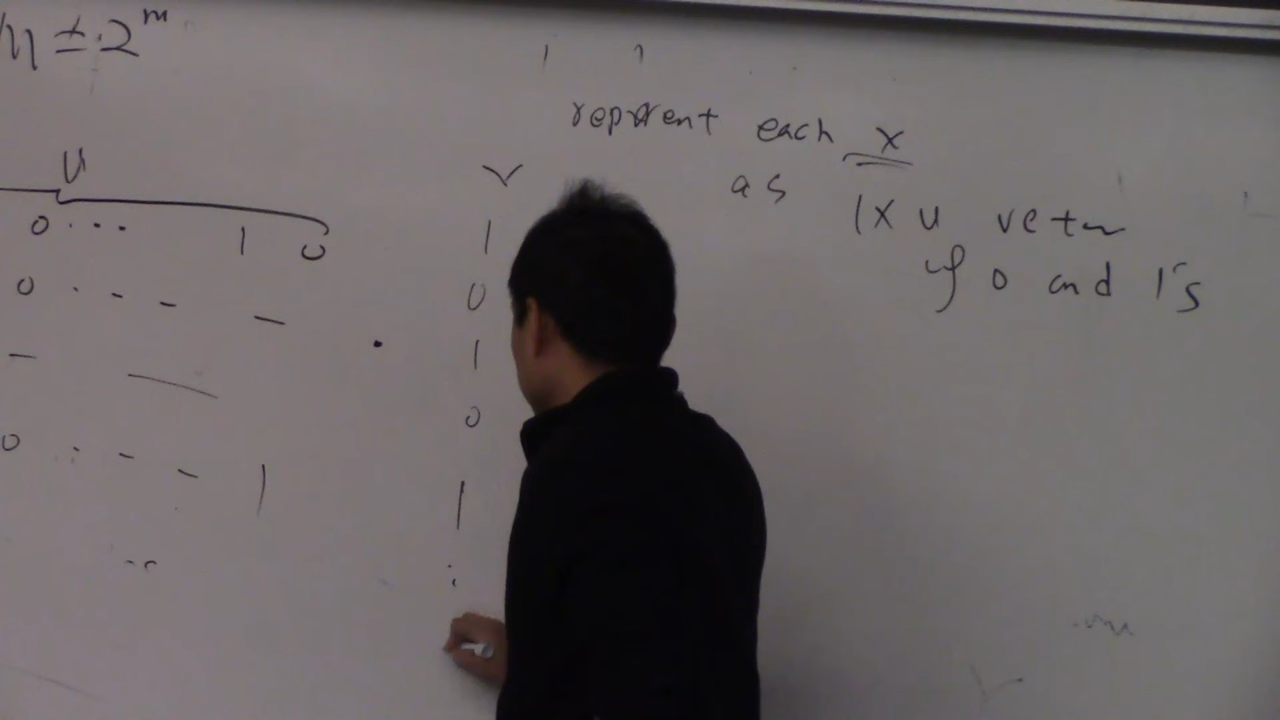 n ± 2^m
represent each x
U V
as 1 x u vector
0 ... 1 0 1
of 0 and 1's
0 . - - - 0
- — . 1
0
0 . - - 1 1